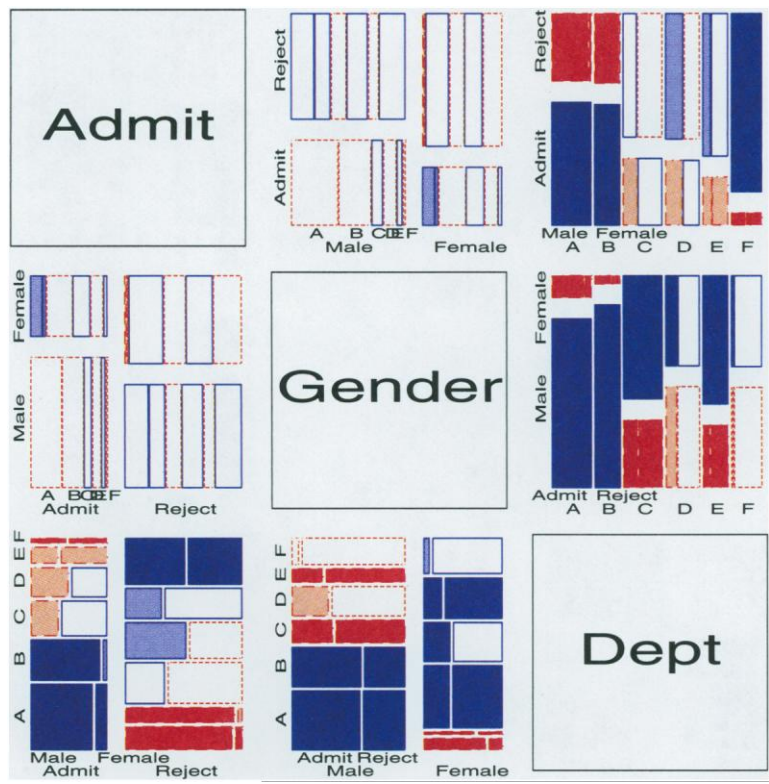 Admit
Reject
Admit
A B C D E F
Male Female
Reject
Admit
Male Female
A B C D E F
Female
Male
A B C D E F
Admit Reject
Gender
Female
Male
Admit Reject
A B C D E F
F
E
D
C
B
A
Male Female
Admit Reject
F
E
D
C
B
A
Admit Reject
Male Female
Dept